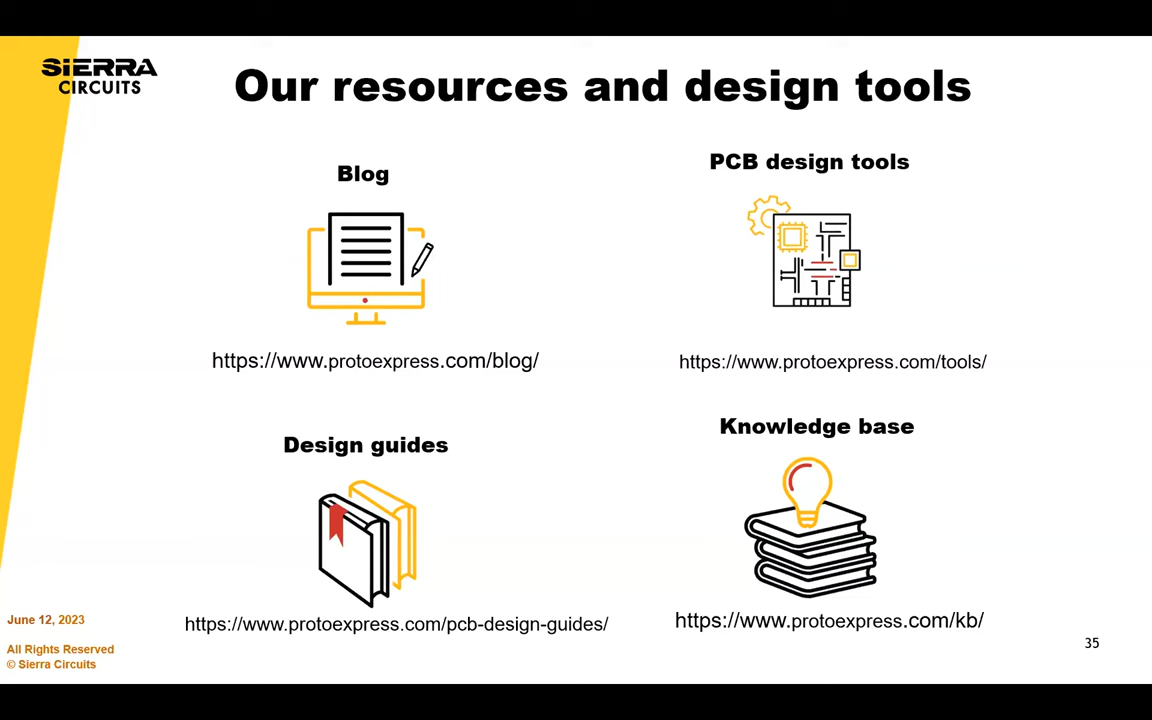 SIERRA
CIRCUITS
Our resources and design tools
Blog
https://www.protoexpress.com/blog/
PCB design tools
https://www.protoexpress.com/tools/
Design guides
https://www.protoexpress.com/pcb-design-guides/
Knowledge base
https://www.protoexpress.com/kb/
June 12, 2023
All Rights Reserved
© Sierra Circuits
35